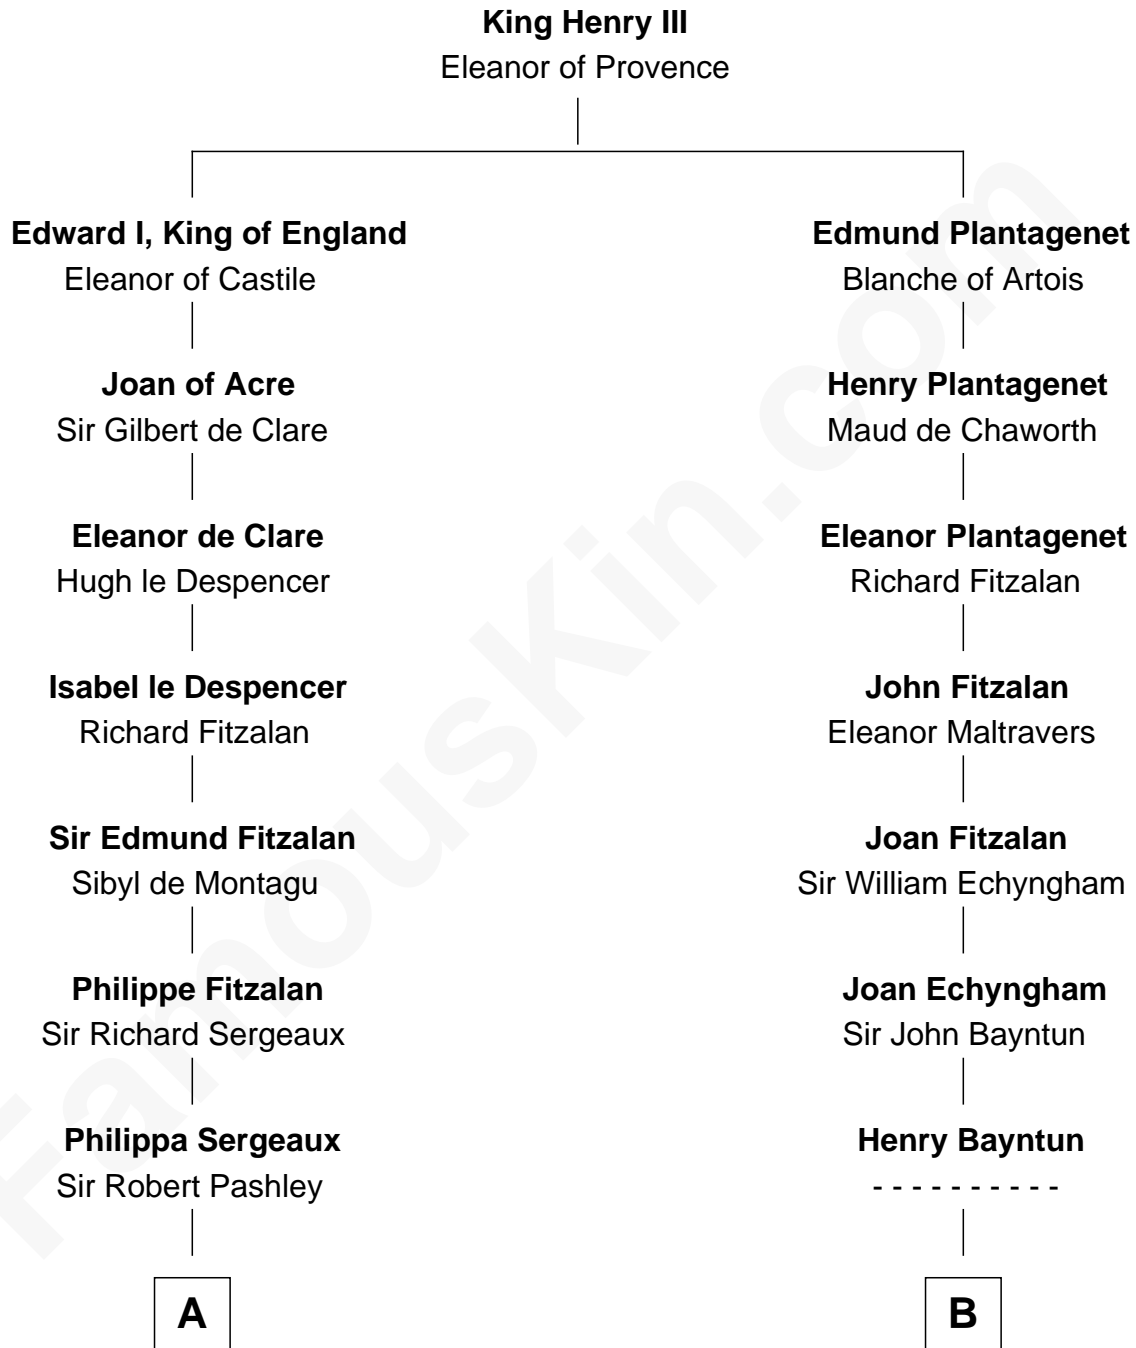 King Henry III
Eleanor of Provence
Edward I, King of England
Eleanor of Castile
Edmund Plantagenet
Blanche of Artois
Joan of Acre
Sir Gilbert de Clare
Henry Plantagenet
Maud de Chaworth
Eleanor de Clare
Hugh le Despencer
Eleanor Plantagenet
Richard Fitzalan
Isabel le Despencer
Richard Fitzalan
John Fitzalan
Eleanor Maltravers
Sir Edmund Fitzalan
Sibyl de Montagu
Joan Fitzalan
Sir William Echyngham
Philippe Fitzalan
Sir Richard Sergeaux
Joan Echyngham
Sir John Bayntun
Philippa Sergeaux
Sir Robert Pashley
Henry Bayntun
- - - - - - - - - -
A
B
FamousKin.com